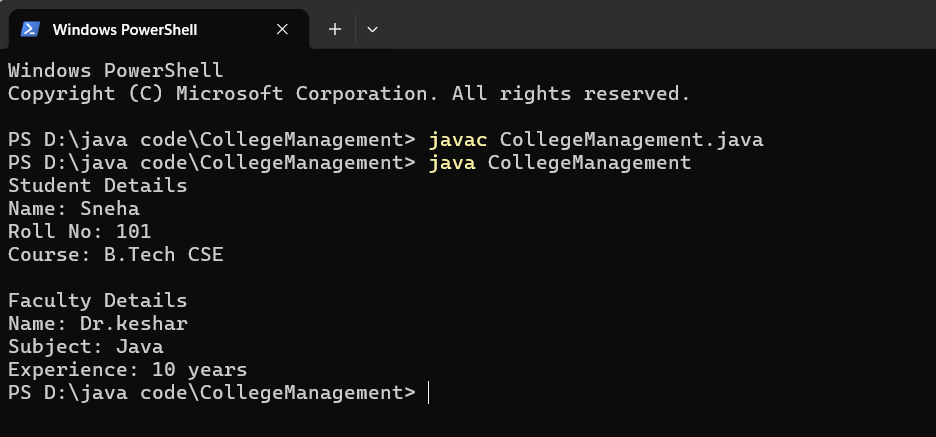 Windows PowerShell
Windows PowerShell
Copyright (C) Microsoft Corporation. All rights reserved.
PS D:\java code\CollegeManagement> javac CollegeManagement.java
PS D:\java code\CollegeManagement> java CollegeManagement
Student Details
Name: Sneha
Roll No: 101
Course: B.Tech CSE
Faculty Details
Name: Dr.keshar
Subject: Java
Experience: 10 years
PS D:\java code\CollegeManagement>